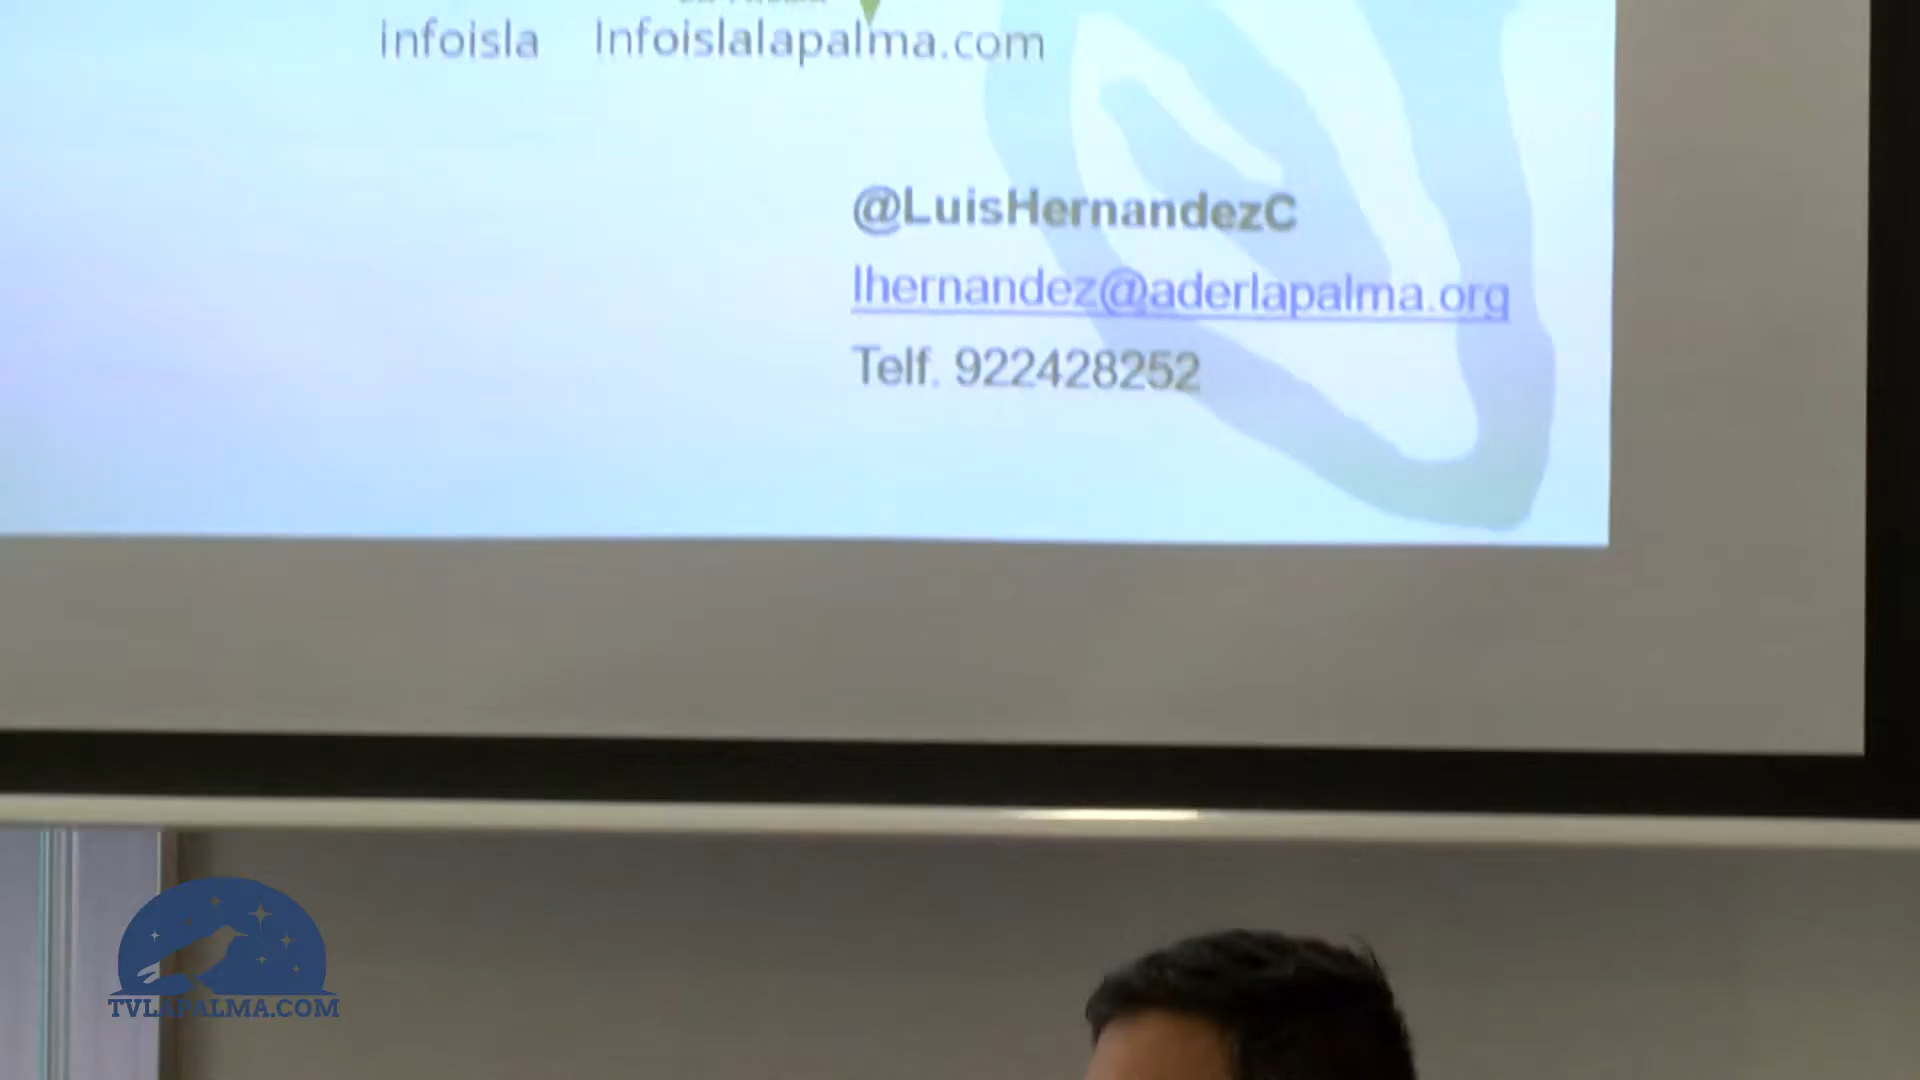 infoisla Infoislalapalma.com
@LuisHernandezC
lhernandez@aderlapalma.org
Telf. 922428252
TVLAPALMA.COM